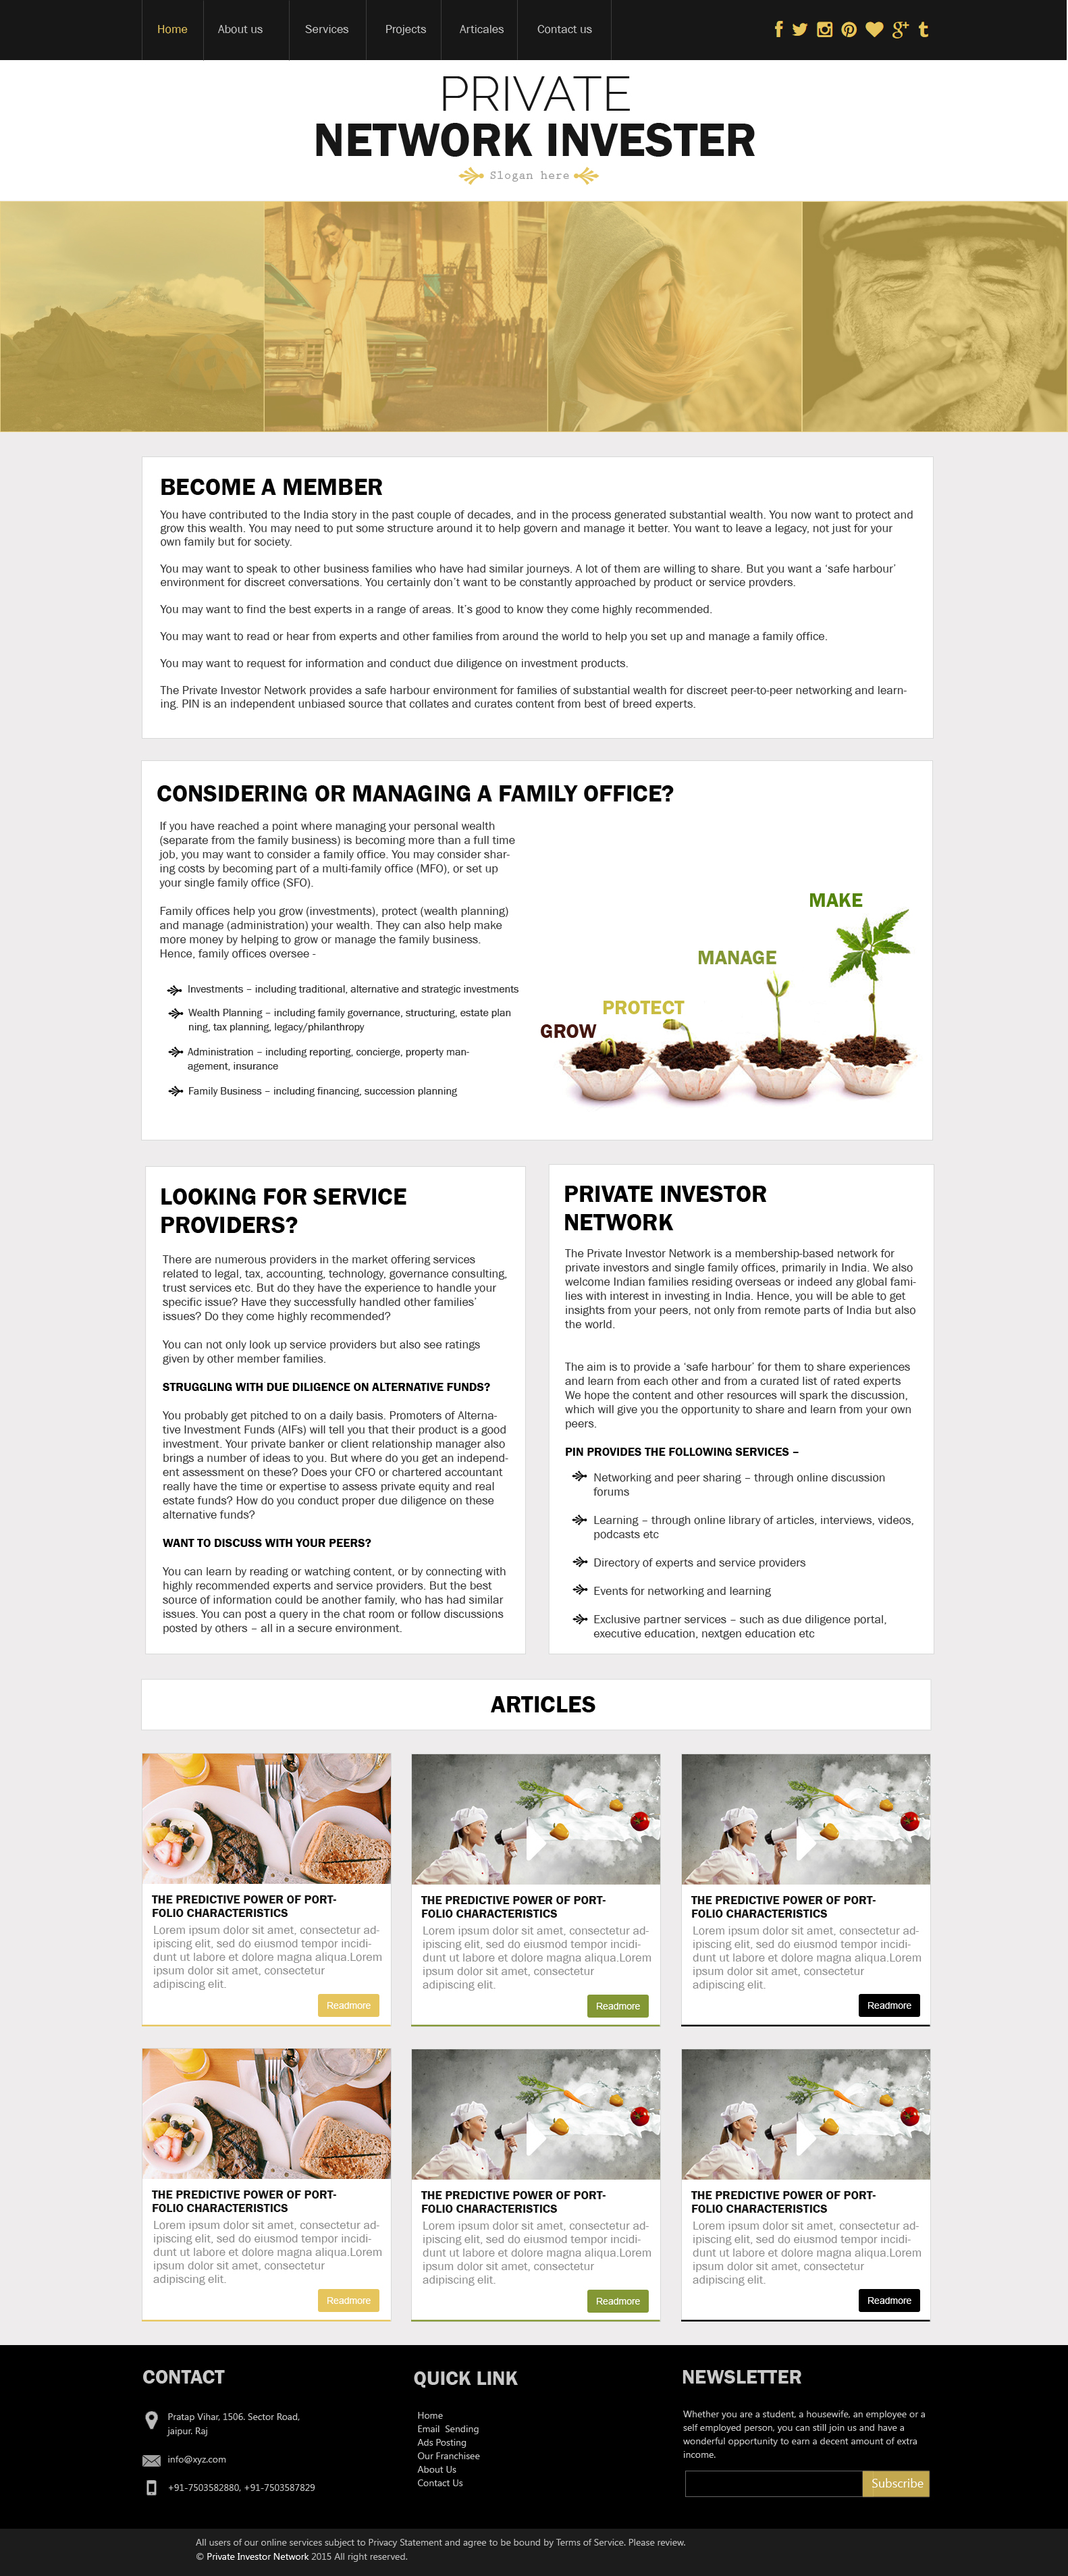 Home About us Services Projects Articales Contact us
PRIVATE
NETWORK INVESTER
Slogan here
BECOME A MEMBER
You have contributed to the India story in the past couple of decades, and in the process generated substantial wealth. You now want to protect and
grow this wealth. You may need to put some structure around it to help govern and manage it better. You want to leave a legacy, not just for your
own family but for society.
You may want to speak to other business families who have had similar journeys. A lot of them are willing to share. But you want a ‘safe harbour’
environment for discreet conversations. You certainly don’t want to be constantly approached by product or service provders.
You may want to find the best experts in a range of areas. It’s good to know they come highly recommended.
You may want to read or hear from experts and other families from around the world to help you set up and manage a family office.
You may want to request for information and conduct due diligence on investment products.
The Private Investor Network provides a safe harbour environment for families of substantial wealth for discreet peer-to-peer networking and learn-
ing. PIN is an independent unbiased source that collates and curates content from best of breed experts.
CONSIDERING OR MANAGING A FAMILY OFFICE?
If you have reached a point where managing your personal wealth
(separate from the family business) is becoming more than a full time
job, you may want to consider a family office. You may consider shar-
ing costs by becoming part of a multi-family office (MFO), or set up
your single family office (SFO).
Family offices help you grow (investments), protect (wealth planning)
and manage (administration) your wealth. They can also help make
more money by helping to grow or manage the family business.
Hence, family offices oversee -
Investments – including traditional, alternative and strategic investments
Wealth Planning – including family governance, structuring, estate plan
ning, tax planning, legacy/philanthropy
Administration – including reporting, concierge, property man-
agement, insurance
Family Business – including financing, succession planning
GROW
PROTECT
MANAGE
MAKE
LOOKING FOR SERVICE
PROVIDERS?
There are numerous providers in the market offering services
related to legal, tax, accounting, technology, governance consulting,
trust services etc. But do they have the experience to handle your
specific issue? Have they successfully handled other families’
issues? Do they come highly recommended?
You can not only look up service providers but also see ratings
given by other member families.
STRUGGLING WITH DUE DILIGENCE ON ALTERNATIVE FUNDS?
You probably get pitched to on a daily basis. Promoters of Alterna-
tive Investment Funds (AIFs) will tell you that their product is a good
investment. Your private banker or client relationship manager also
brings a number of ideas to you. But where do you get an independ-
ent assessment on these? Does your CFO or chartered accountant
really have the time or expertise to assess private equity and real
estate funds? How do you conduct proper due diligence on these
alternative funds?
WANT TO DISCUSS WITH YOUR PEERS?
You can learn by reading or watching content, or by connecting with
highly recommended experts and service providers. But the best
source of information could be another family, who has had similar
issues. You can post a query in the chat room or follow discussions
posted by others – all in a secure environment.
PRIVATE INVESTOR
NETWORK
The Private Investor Network is a membership-based network for
private investors and single family offices, primarily in India. We also
welcome Indian families residing overseas or indeed any global fami-
lies with interest in investing in India. Hence, you will be able to get
insights from your peers, not only from remote parts of India but also
the world.
The aim is to provide a ‘safe harbour’ for them to share experiences
and learn from each other and from a curated list of rated experts
We hope the content and other resources will spark the discussion,
which will give you the opportunity to share and learn from your own
peers.
PIN PROVIDES THE FOLLOWING SERVICES –
Networking and peer sharing – through online discussion
forums
Learning – through online library of articles, interviews, videos,
podcasts etc
Directory of experts and service providers
Events for networking and learning
Exclusive partner services – such as due diligence portal,
executive education, nextgen education etc
ARTICLES
THE PREDICTIVE POWER OF PORT-
FOLIO CHARACTERISTICS
Lorem ipsum dolor sit amet, consectetur ad-
ipiscing elit, sed do eiusmod tempor incidi-
dunt ut labore et dolore magna aliqua.Lorem
ipsum dolor sit amet, consectetur
adipiscing elit.
Readmore
THE PREDICTIVE POWER OF PORT-
FOLIO CHARACTERISTICS
Lorem ipsum dolor sit amet, consectetur ad-
ipiscing elit, sed do eiusmod tempor incidi-
dunt ut labore et dolore magna aliqua.Lorem
ipsum dolor sit amet, consectetur
adipiscing elit.
Readmore
THE PREDICTIVE POWER OF PORT-
FOLIO CHARACTERISTICS
Lorem ipsum dolor sit amet, consectetur ad-
ipiscing elit, sed do eiusmod tempor incidi-
dunt ut labore et dolore magna aliqua.Lorem
ipsum dolor sit amet, consectetur
adipiscing elit.
Readmore
THE PREDICTIVE POWER OF PORT-
FOLIO CHARACTERISTICS
Lorem ipsum dolor sit amet, consectetur ad-
ipiscing elit, sed do eiusmod tempor incidi-
dunt ut labore et dolore magna aliqua.Lorem
ipsum dolor sit amet, consectetur
adipiscing elit.
Readmore
THE PREDICTIVE POWER OF PORT-
FOLIO CHARACTERISTICS
Lorem ipsum dolor sit amet, consectetur ad-
ipiscing elit, sed do eiusmod tempor incidi-
dunt ut labore et dolore magna aliqua.Lorem
ipsum dolor sit amet, consectetur
adipiscing elit.
Readmore
THE PREDICTIVE POWER OF PORT-
FOLIO CHARACTERISTICS
Lorem ipsum dolor sit amet, consectetur ad-
ipiscing elit, sed do eiusmod tempor incidi-
dunt ut labore et dolore magna aliqua.Lorem
ipsum dolor sit amet, consectetur
adipiscing elit.
Readmore
CONTACT
Pratap Vihar, 1506. Sector Road,
jaipur. Raj
info@xyz.com
+91-7503582880, +91-7503587829
QUICK LINK
Home
Email Sending
Ads Posting
Our Franchisee
About Us
Contact Us
NEWSLETTER
Whether you are a student, a housewife, an employee or a
self employed person, you can still join us and have a
wonderful opportunity to earn a decent amount of extra
income.
Subscribe
All users of our online services subject to Privacy Statement and agree to be bound by Terms of Service. Please review.
© Private Investor Network 2015 All right reserved.